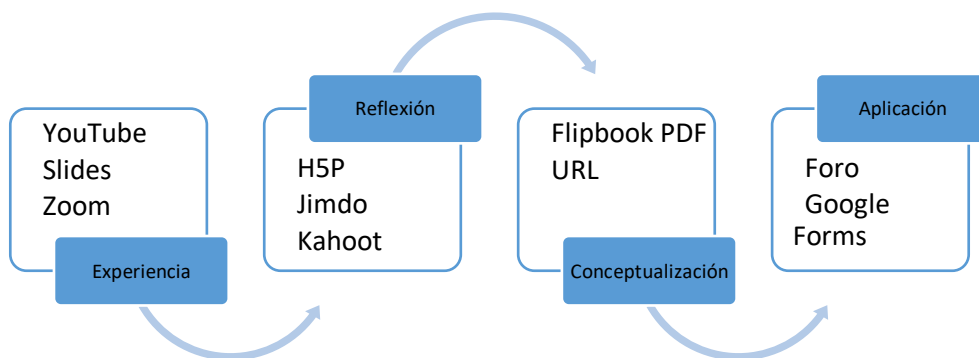 YouTube
Slides
Zoom
Experiencia
Reflexión
H5P
Jimdo
Kahoot
Flipbook PDF
URL
Conceptualización
Aplicación
Foro
Google
Forms